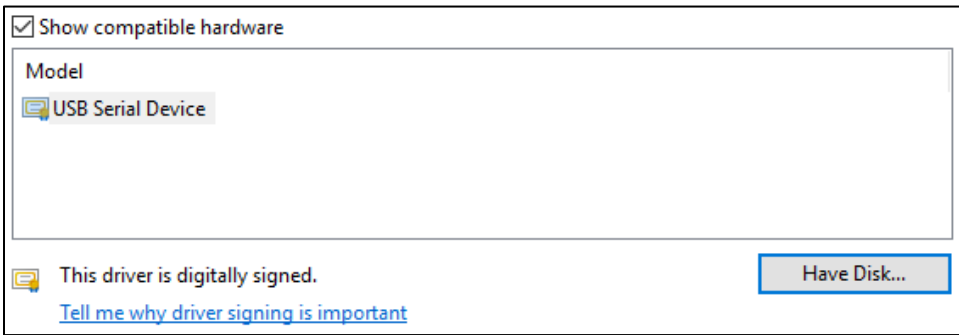 Show compatible hardware
Model
USB Serial Device
This driver is digitally signed.
Have Disk...
Tell me why driver signing is important